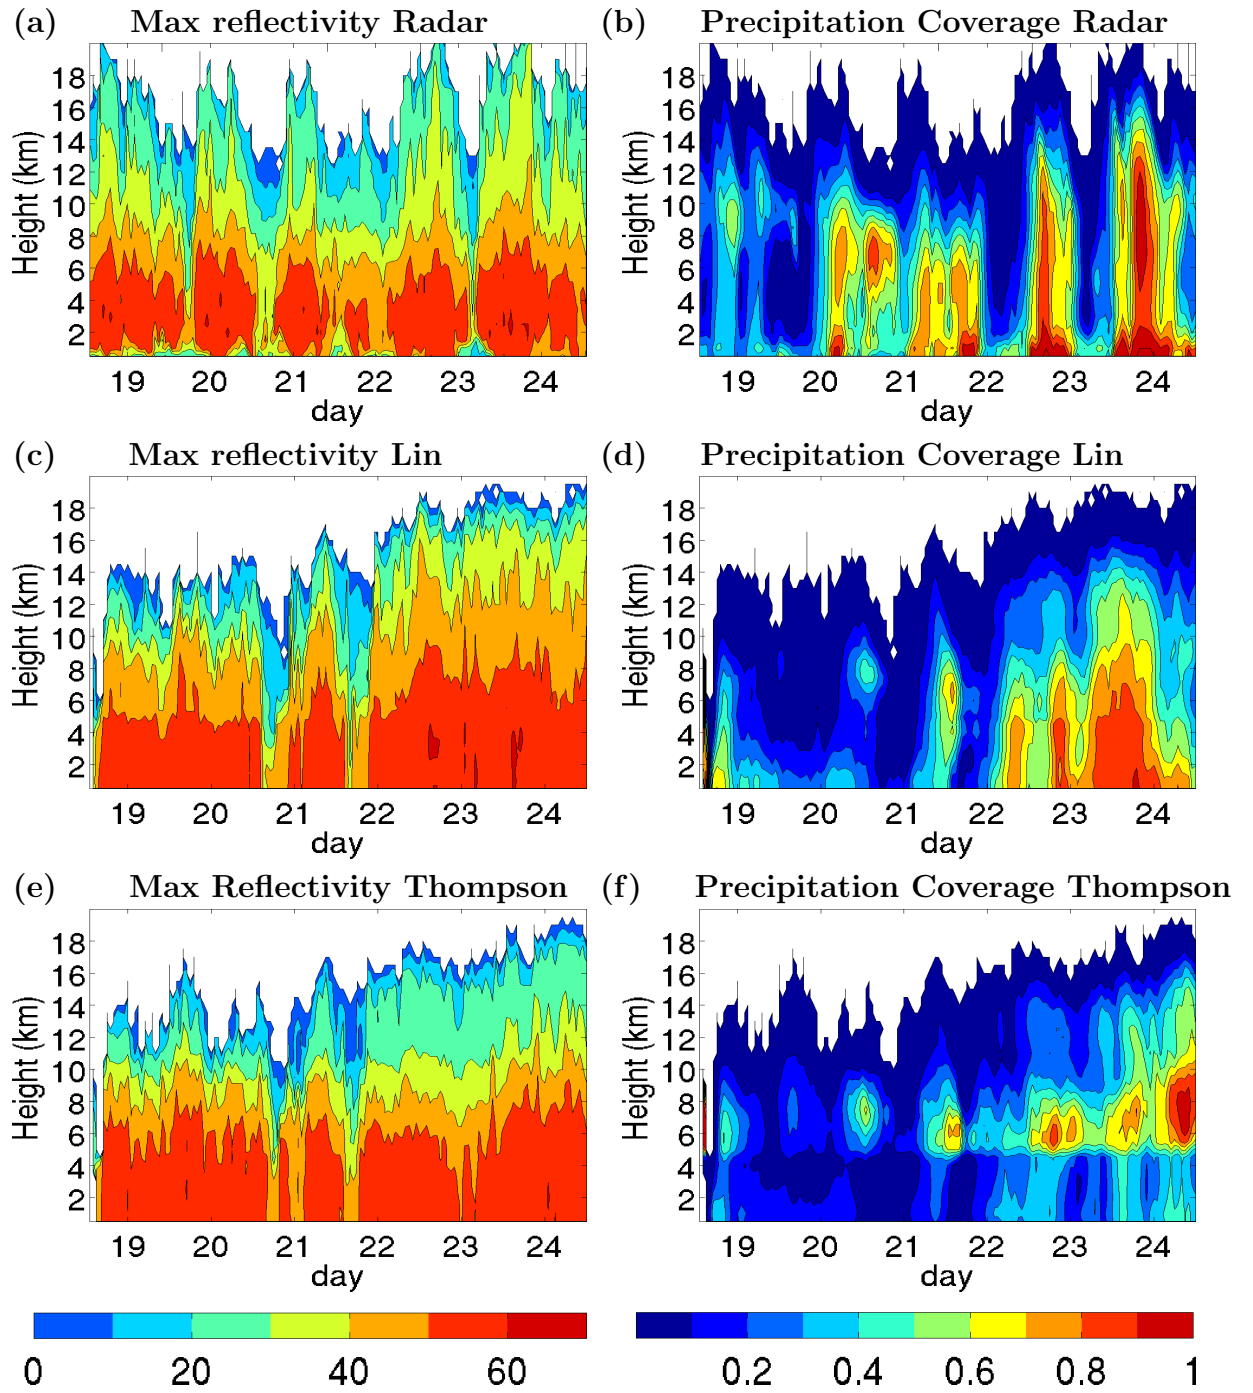 (a) Max reflectivity Radar
18
16
14
12
10
8
6
4
2
Height (km)
19 20 21 22 23 24
day
(b) Precipitation Coverage Radar
18
16
14
12
10
8
6
4
2
Height (km)
19 20 21 22 23 24
day
(c) Max reflectivity Lin
18
16
14
12
10
8
6
4
2
Height (km)
19 20 21 22 23 24
day
(d) Precipitation Coverage Lin
18
16
14
12
10
8
6
4
2
Height (km)
19 20 21 22 23 24
day
(e) Max Reflectivity Thompson
18
16
14
12
10
8
6
4
2
Height (km)
19 20 21 22 23 24
day
(f) Precipitation Coverage Thompson
18
16
14
12
10
8
6
4
2
Height (km)
19 20 21 22 23 24
day
0 20 40 60
0.2 0.4 0.6 0.8 1